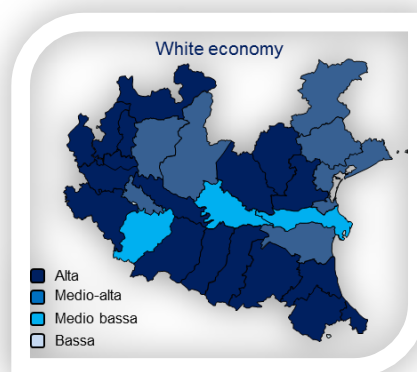 White economy
Alta
Medio-alta
Medio bassa
Bassa